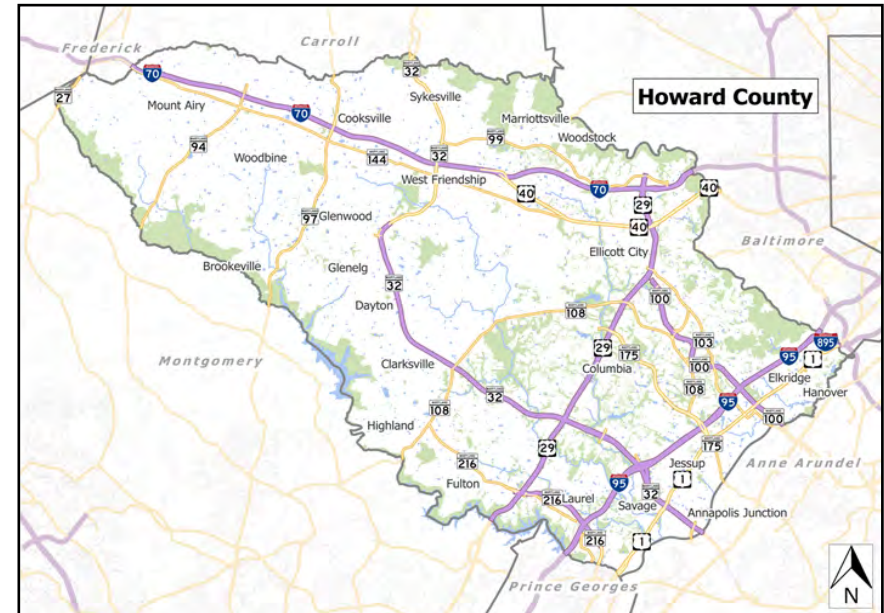 Carroll
Frederick
70
32
27
Mount Airy
Sykesville
Howard County
70
Cooksville
Marriottsville
Woodstock
94
99
Woodbine
144
32
West Friendship
40
70
40
29
97
Glenwood
40
Baltimore
Ellicott City
Brookeville
Glenelg
32
100
Dayton
108
103
895
29
175
95
1
Montgomery
Clarksville
Columbia
100
Elkridge
32
108
Hanover
108
95
100
Highland
29
175
216
Jessup
Anne Arundel
Fulton
95
1
216
Laurel
32
Savage
Annapolis Junction
216
1
Prince Georges
N